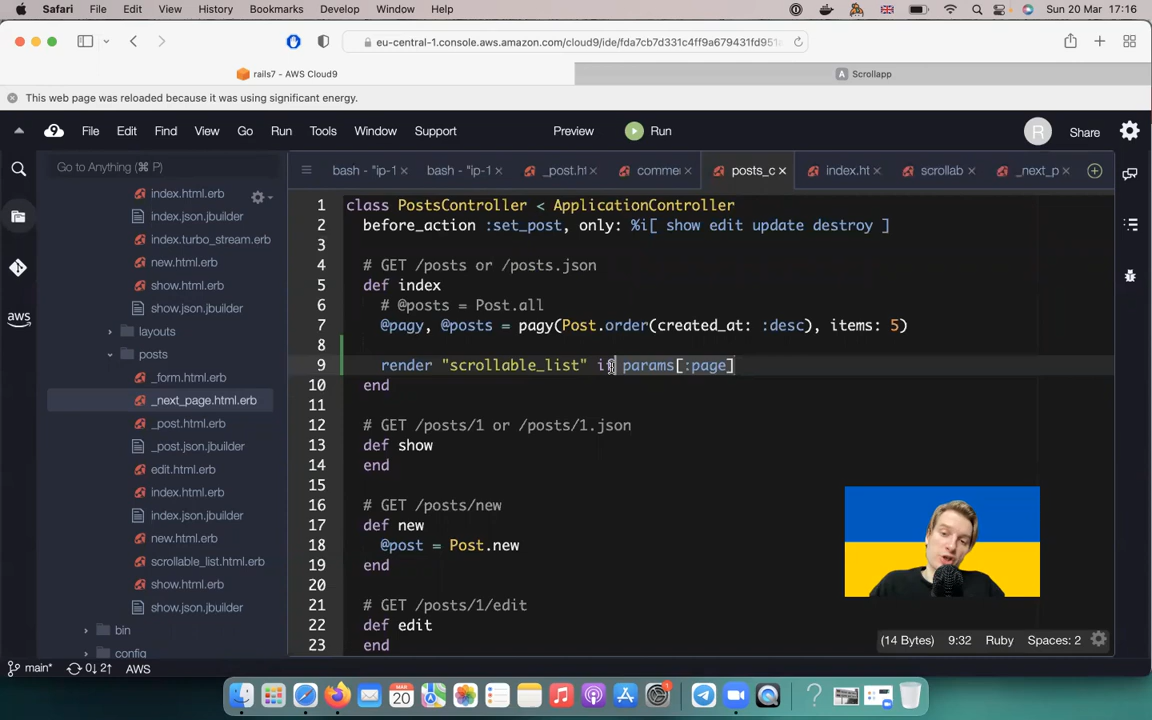 Safari File Edit View History Bookmarks Develop Window Help Sun 20 Mar 17:16
eu-central-1.console.aws.amazon.com/cloud9/ide/fda7cb7d331c4ff9a679431fd951
rails7 - AWS Cloud9
A Scrollapp
This web page was reloaded because it was using significant energy.
9 File Edit Find View Go Run Tools Window Support Preview Run R Share
Go to Anything (⌘ P)
bash - "ip-1 bash - "ip-1 _post.ht comme posts_c index.ht scrollab _next_p
index.html.erb
index.json.jbuilder
index.turbo_stream.erb
new.html.erb
show.html.erb
show.json.jbuilder
layouts
posts
_form.html.erb
_next_page.html.erb
_post.html.erb
_post.json.jbuilder
edit.html.erb
index.html.erb
index.json.jbuilder
new.html.erb
scrollable_list.html.erb
show.html.erb
show.json.jbuilder
bin
config
aws
1 class PostsController < ApplicationController
2 before_action :set_post, only: %i[ show edit update destroy ]
3
4 # GET /posts or /posts.json
5 def index
6 # @posts = Post.all
7 @pagy, @posts = pagy(Post.order(created_at: :desc), items: 5)
8
9 render "scrollable_list" if params[:page]
10 end
11
12 # GET /posts/1 or /posts/1.json
13 def show
14 end
15
16 # GET /posts/new
17 def new
18 @post = Post.new
19 end
20
21 # GET /posts/1/edit
22 def edit
23 end
(14 Bytes) 9:32 Ruby Spaces: 2
main* 0↓ 2↑ AWS
MAR
20
1
?